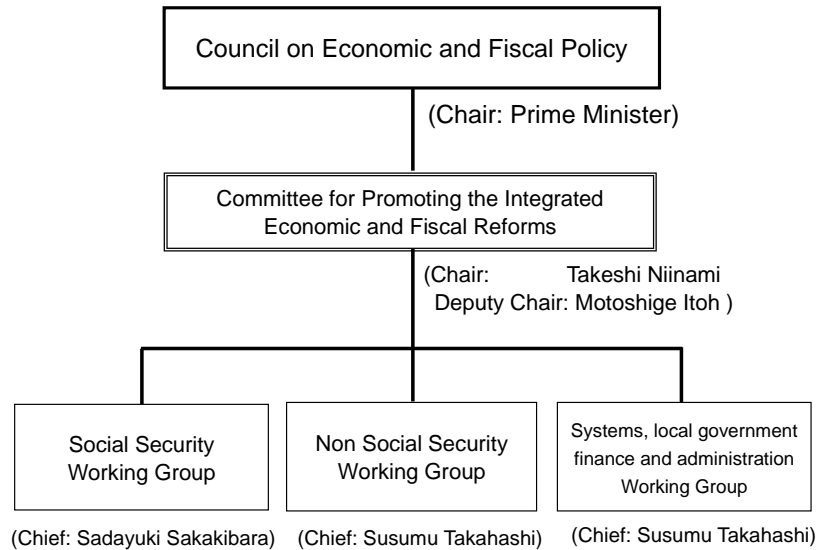 Council on Economic and Fiscal Policy
(Chair: Prime Minister)
Committee for Promoting the Integrated
Economic and Fiscal Reforms
(Chair: Takeshi Niinami
Deputy Chair: Motoshige Itoh )
Social Security
Working Group
(Chief: Sadayuki Sakakibara)
Non Social Security
Working Group
(Chief: Susumu Takahashi)
Systems, local government
finance and administration
Working Group
(Chief: Susumu Takahashi)